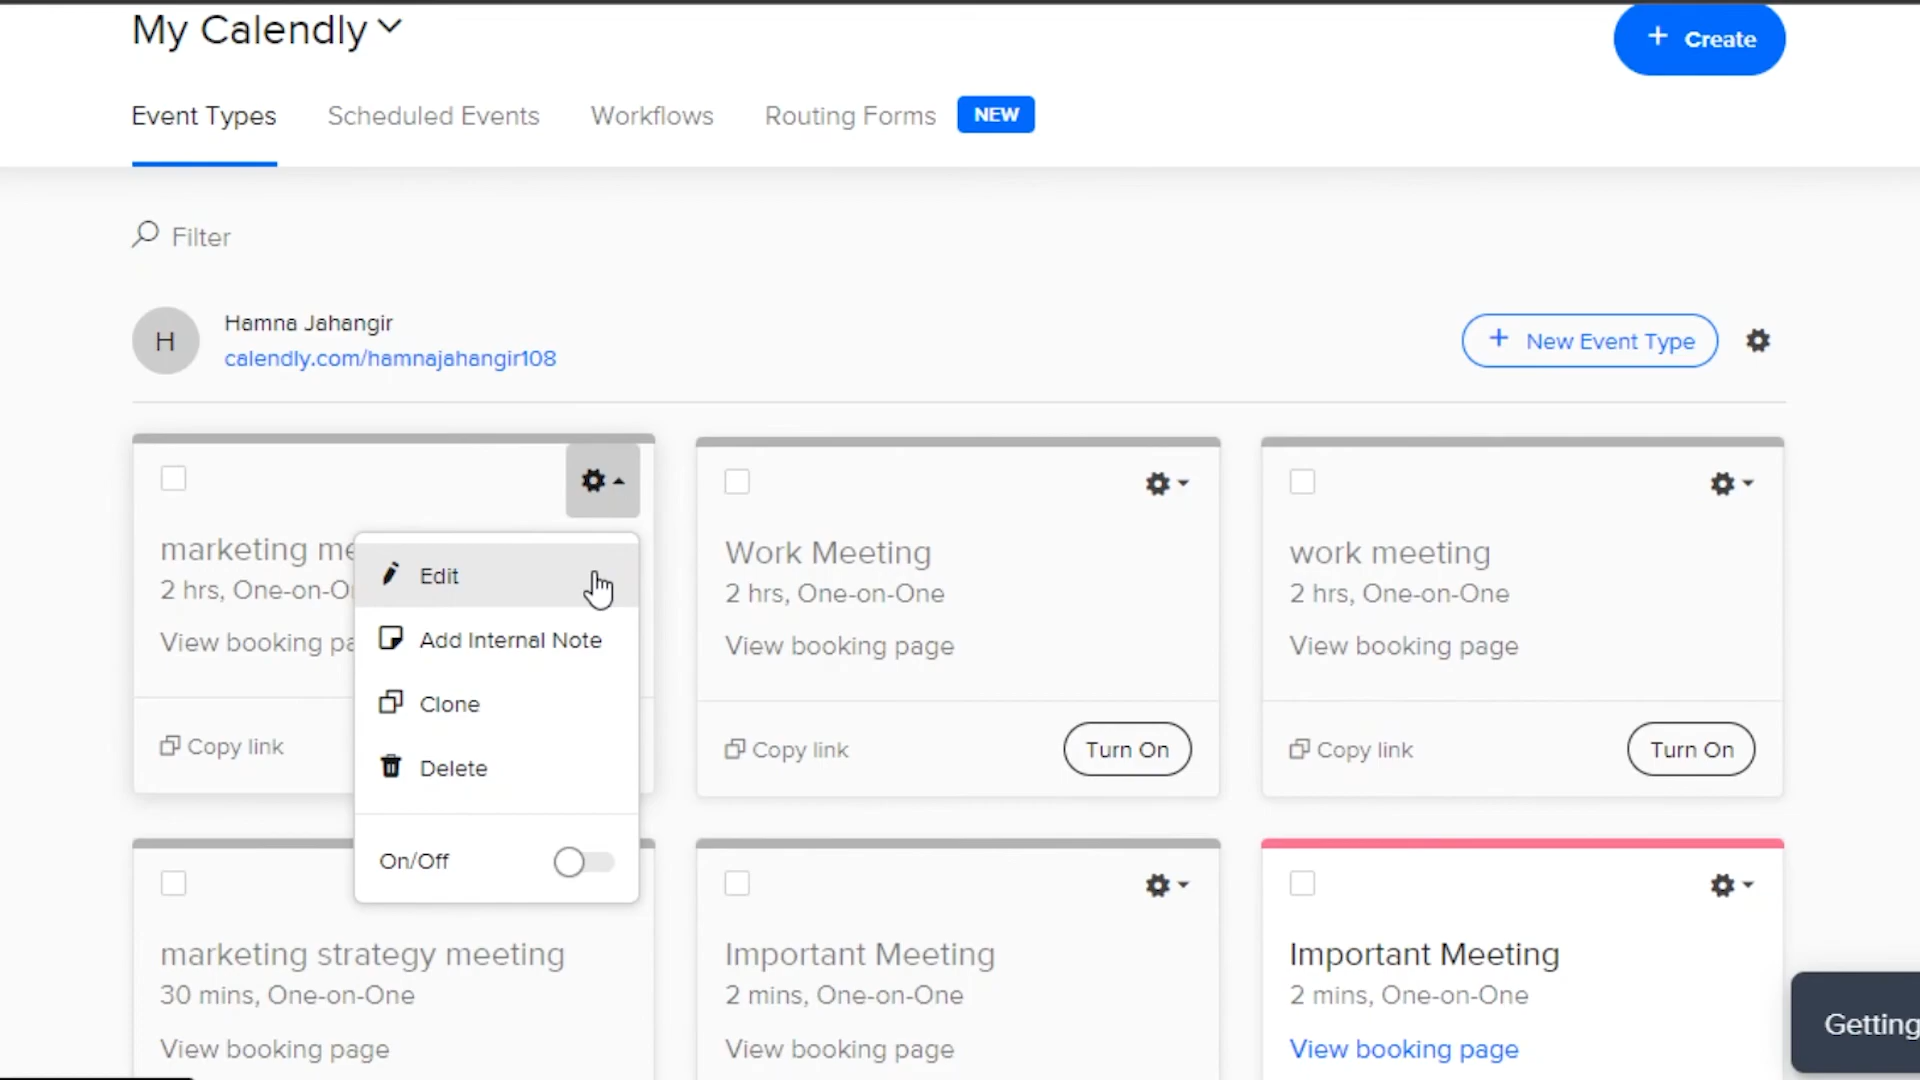 My Calendly
+ Create
Event Types
Scheduled Events
Workflows
Routing Forms
NEW
Filter
H
Hamna Jahangir
calendly.com/hamnajahangir108
+ New Event Type
marketing me
2 hrs, One-on-O
View booking pa
Copy link
Edit
Add Internal Note
Clone
Delete
On/Off
Work Meeting
2 hrs, One-on-One
View booking page
Copy link
Turn On
work meeting
2 hrs, One-on-One
View booking page
Copy link
Turn On
marketing strategy meeting
30 mins, One-on-One
View booking page
Important Meeting
2 mins, One-on-One
View booking page
Important Meeting
2 mins, One-on-One
View booking page
Getting